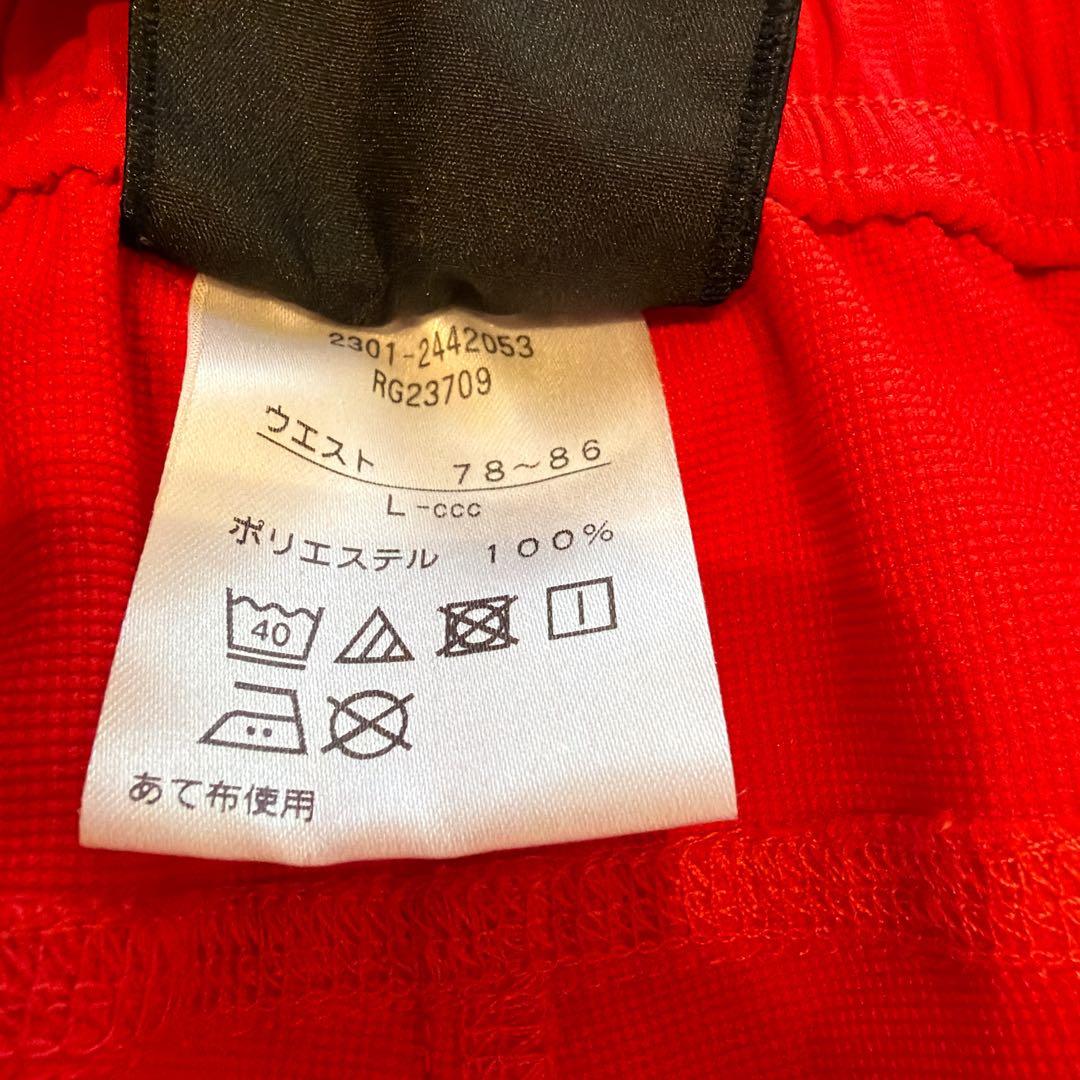 2301-2442053
RG23709
ウエスト 78~86
L-ccc
ポリエステル 100%
40
あて布使用